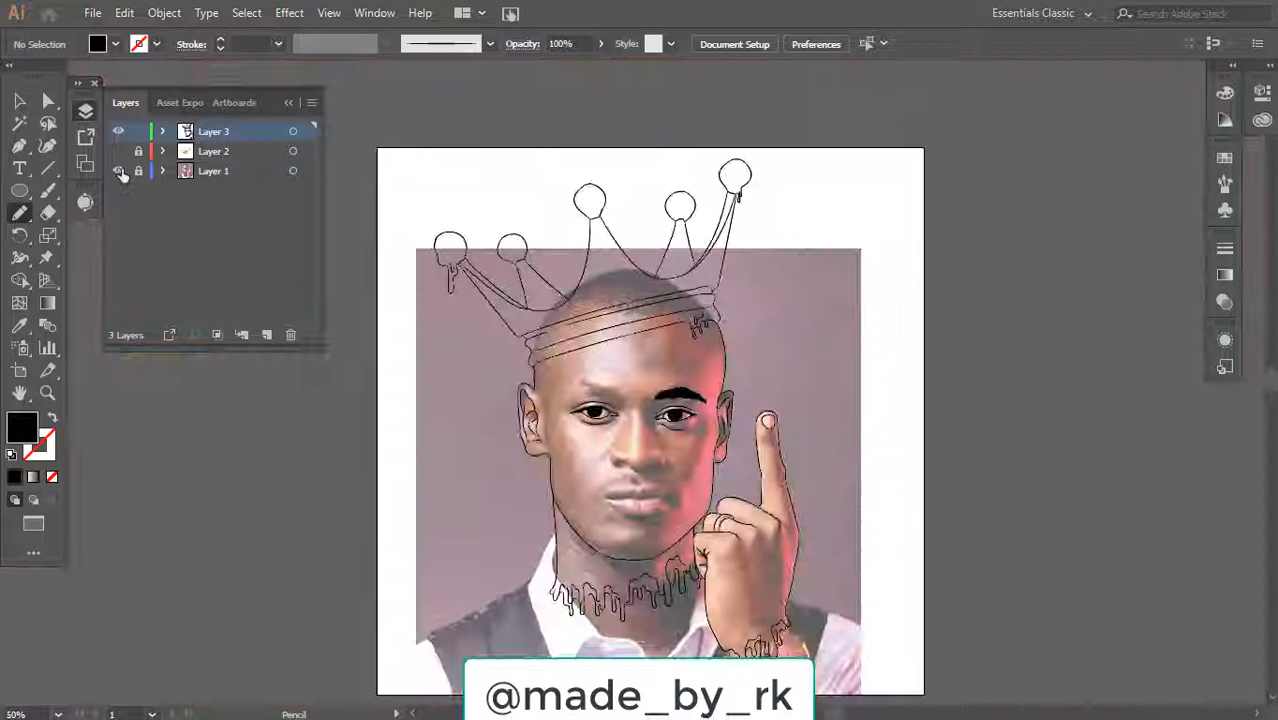 Ai File Edit Object Type Select Effect View Window Help Essentials Classic Search Adobe Stock
No Selection Stroke: Opacity: 100% Style: Document Setup Preferences
Layers Asset Expo Artboards
Layer 3
Layer 2
Layer 1
3 Layers
@made_by_rk
50% 1 Pencil